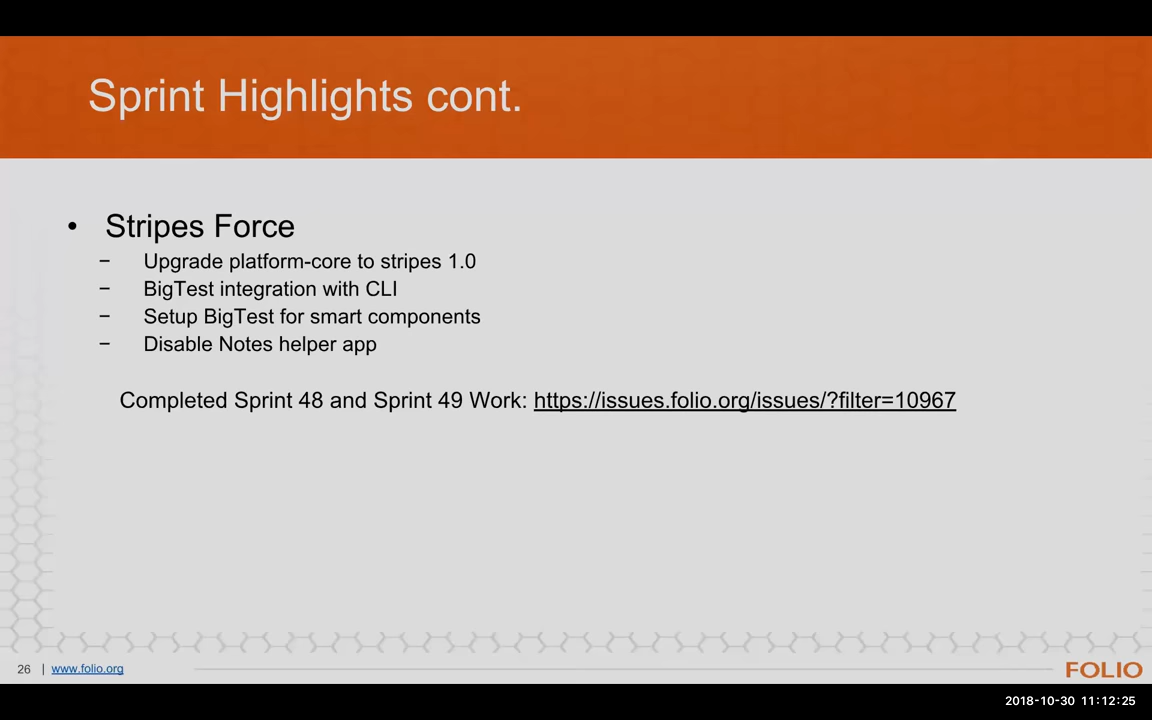 Sprint Highlights cont.
• Stripes Force
− Upgrade platform-core to stripes 1.0
− BigTest integration with CLI
− Setup BigTest for smart components
− Disable Notes helper app
Completed Sprint 48 and Sprint 49 Work: https://issues.folio.org/issues/?filter=10967
26 | www.folio.org
FOLIO
2018-10-30 11:12:25